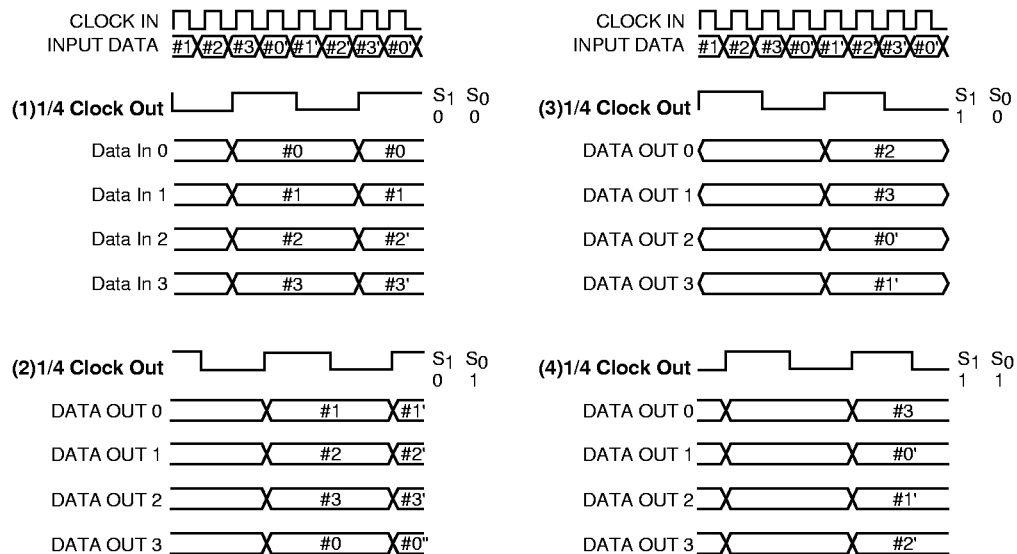 CLOCK IN
INPUT DATA #1 #2 #3 #0' #1' #2' #3' #0'
(1)1/4 Clock Out S1 S0
0 0
Data In 0 #0 #0
Data In 1 #1 #1
Data In 2 #2 #2'
Data In 3 #3 #3'
(2)1/4 Clock Out S1 S0
0 1
DATA OUT 0 #1 #1'
DATA OUT 1 #2 #2'
DATA OUT 2 #3 #3'
DATA OUT 3 #0 #0"
CLOCK IN
INPUT DATA #1 #2 #3 #0' #1' #2' #3' #0'
(3)1/4 Clock Out S1 S0
1 0
DATA OUT 0 #2
DATA OUT 1 #3
DATA OUT 2 #0'
DATA OUT 3 #1'
(4)1/4 Clock Out S1 S0
1 1
DATA OUT 0 #3
DATA OUT 1 #0'
DATA OUT 2 #1'
DATA OUT 3 #2'